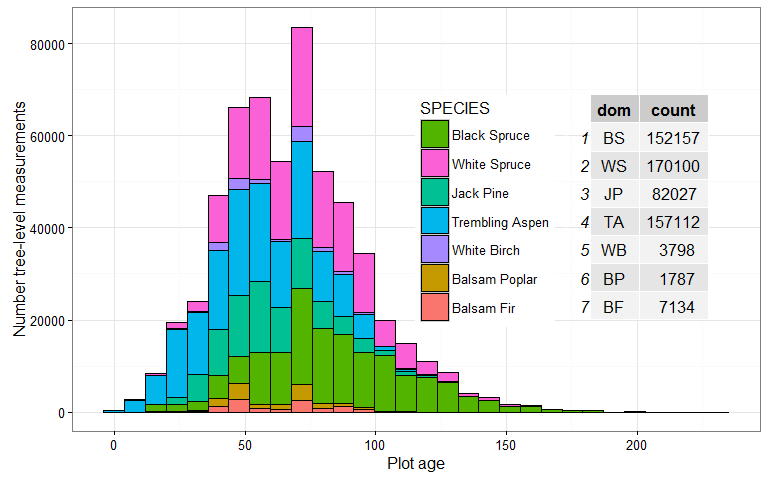 80000
60000
40000
20000
0
Number tree-level measurements
0
50
100
150
200
Plot age
SPECIES
Black Spruce
White Spruce
Jack Pine
Trembling Aspen
White Birch
Balsam Poplar
Balsam Fir
dom count
1 BS 152157
2 WS 170100
3 JP 82027
4 TA 157112
5 WB 3798
6 BP 1787
7 BF 7134